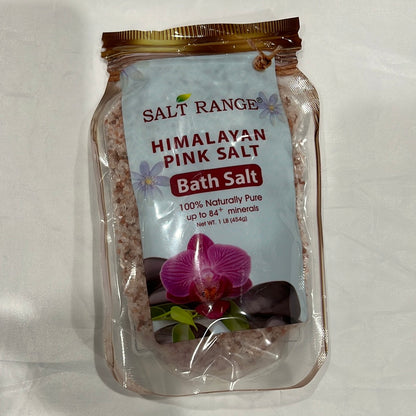 SALT RANGE®
HIMALAYAN
PINK SALT
Bath Salt
100% Naturally Pure
up to 84+ minerals
NET WT. 1 LB (454g)